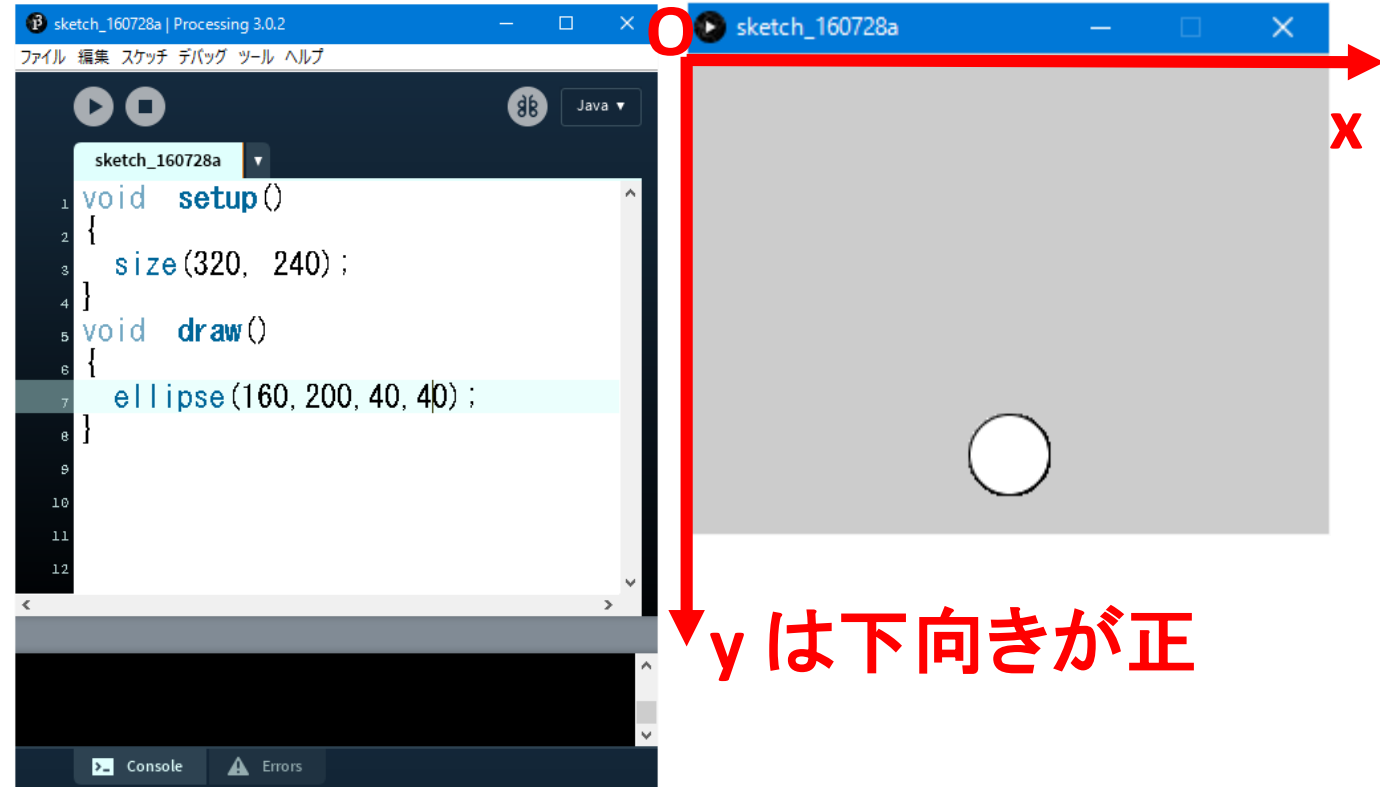 sketch_160728a | Processing 3.0.2
ファイル 編集 スケッチ デバッグ ツール ヘルプ
Java ▼
sketch_160728a ▼
1 void setup()
2 {
3 size(320, 240);
4 }
5 void draw()
6 {
7 ellipse(160,200,40,40);
8 }
9
10
11
12
>_ Console
Errors
O
sketch_160728a
x
y は下向きが正